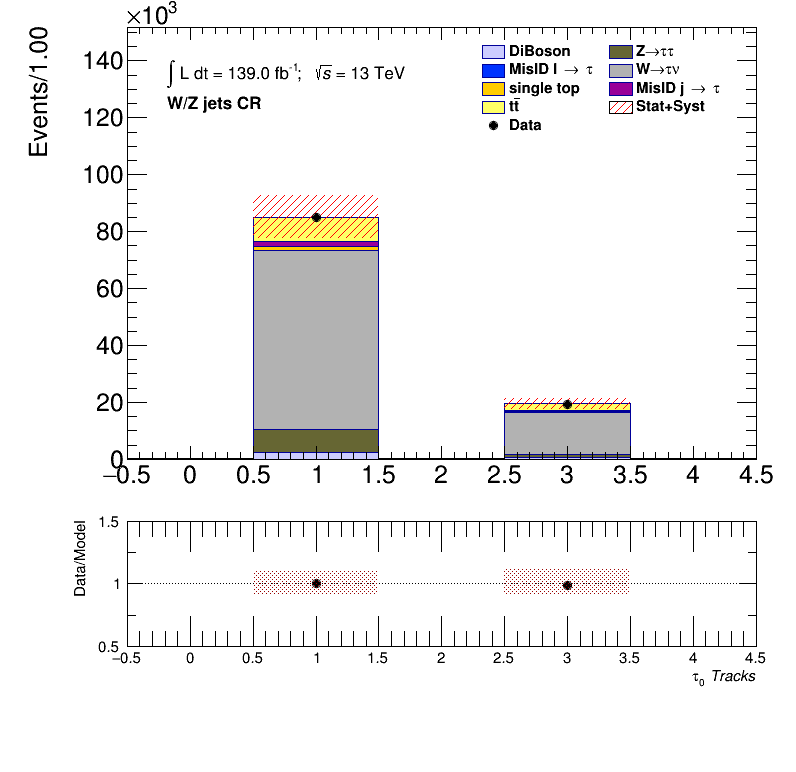 ×10³
Events/1.00
140
120
100
80
60
40
20
0
∫ L dt = 139.0 fb⁻¹; √s = 13 TeV
W/Z jets CR
DiBoson
MisID l → τ
single top
tt̄
Data
Z→ττ
W→τν
MisID j → τ
Stat+Syst
−0.5 0 0.5 1 1.5 2 2.5 3 3.5 4 4.5
Data/Model
1.5
1
0.5
−0.5 0 0.5 1 1.5 2 2.5 3 3.5 4 4.5
τ₀ Tracks